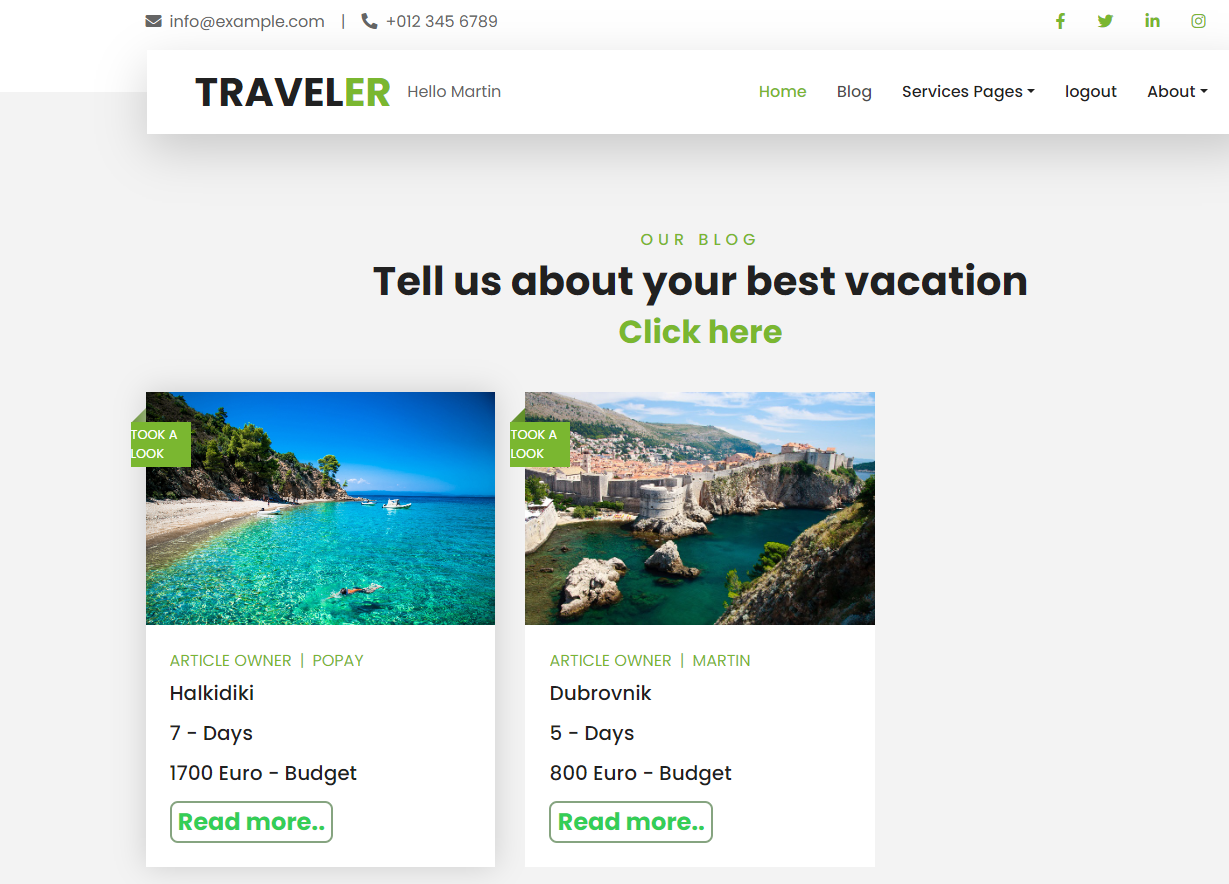 info@example.com | +012 345 6789
TRAVELER Hello Martin Home Blog Services Pages logout About
OUR BLOG
Tell us about your best vacation
Click here
TOOK A
LOOK
TOOK A
LOOK
ARTICLE OWNER | POPAY
Halkidiki
7 - Days
1700 Euro - Budget
Read more..
ARTICLE OWNER | MARTIN
Dubrovnik
5 - Days
800 Euro - Budget
Read more..